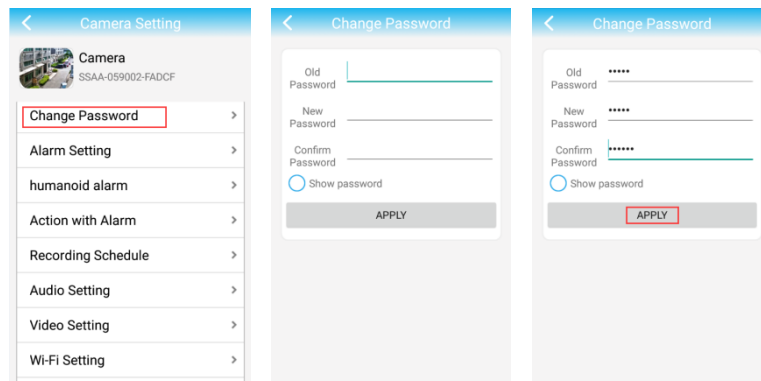 Camera Setting
Camera
SSAA-059002-FADCF
Change Password
Alarm Setting
humanoid alarm
Action with Alarm
Recording Schedule
Audio Setting
Video Setting
Wi-Fi Setting
Change Password
Old
Password
New
Password
Confirm
Password
Show password
APPLY
Change Password
Old
Password
•••••
New
Password
•••••
Confirm
Password
••••••
Show password
APPLY